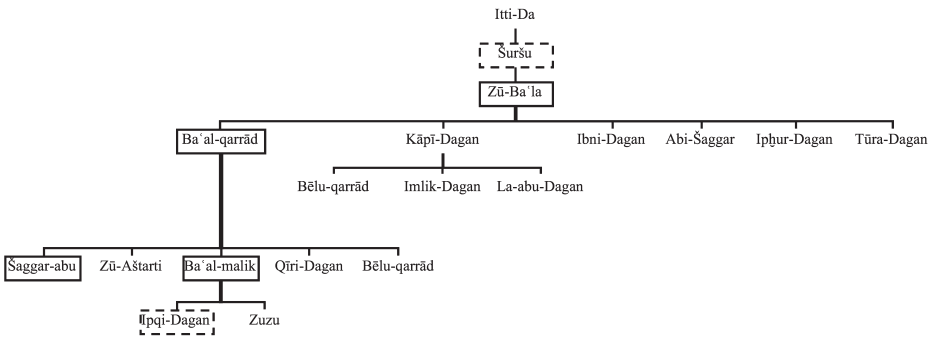 Itti-Da
Šuršu
Zū-Baʿla
Baʿal-qarrād Kāpī-Dagan Ibni-Dagan Abi-Šaggar Ipḫur-Dagan Tūra-Dagan
Bēlu-qarrād Imlik-Dagan La-abu-Dagan
Šaggar-abu Zū-Aštarti Baʿal-malik Qīri-Dagan Bēlu-qarrād
Ipqi-Dagan Zuzu